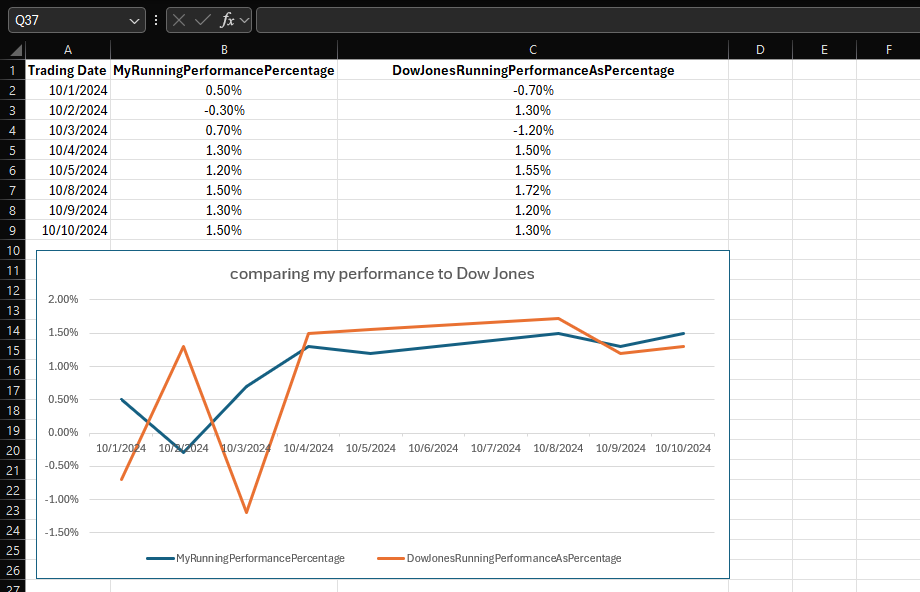 Q37
fx
A B C D E F
1 Trading Date MyRunningPerformancePercentage DowJonesRunningPerformanceAsPercentage
2 10/1/2024 0.50% -0.70%
3 10/2/2024 -0.30% 1.30%
4 10/3/2024 0.70% -1.20%
5 10/4/2024 1.30% 1.50%
6 10/5/2024 1.20% 1.55%
7 10/8/2024 1.50% 1.72%
8 10/9/2024 1.30% 1.20%
9 10/10/2024 1.50% 1.30%
10
11 comparing my performance to Dow Jones
12
13 2.00%
14 1.50%
15
16 1.00%
17
18 0.50%
19 0.00%
20 10/1/2024 10/2/2024 10/3/2024 10/4/2024 10/5/2024 10/6/2024 10/7/2024 10/8/2024 10/9/2024 10/10/2024
21 -0.50%
22
23 -1.00%
24 -1.50%
25
26 MyRunningPerformancePercentage DowJonesRunningPerformanceAsPercentage
27